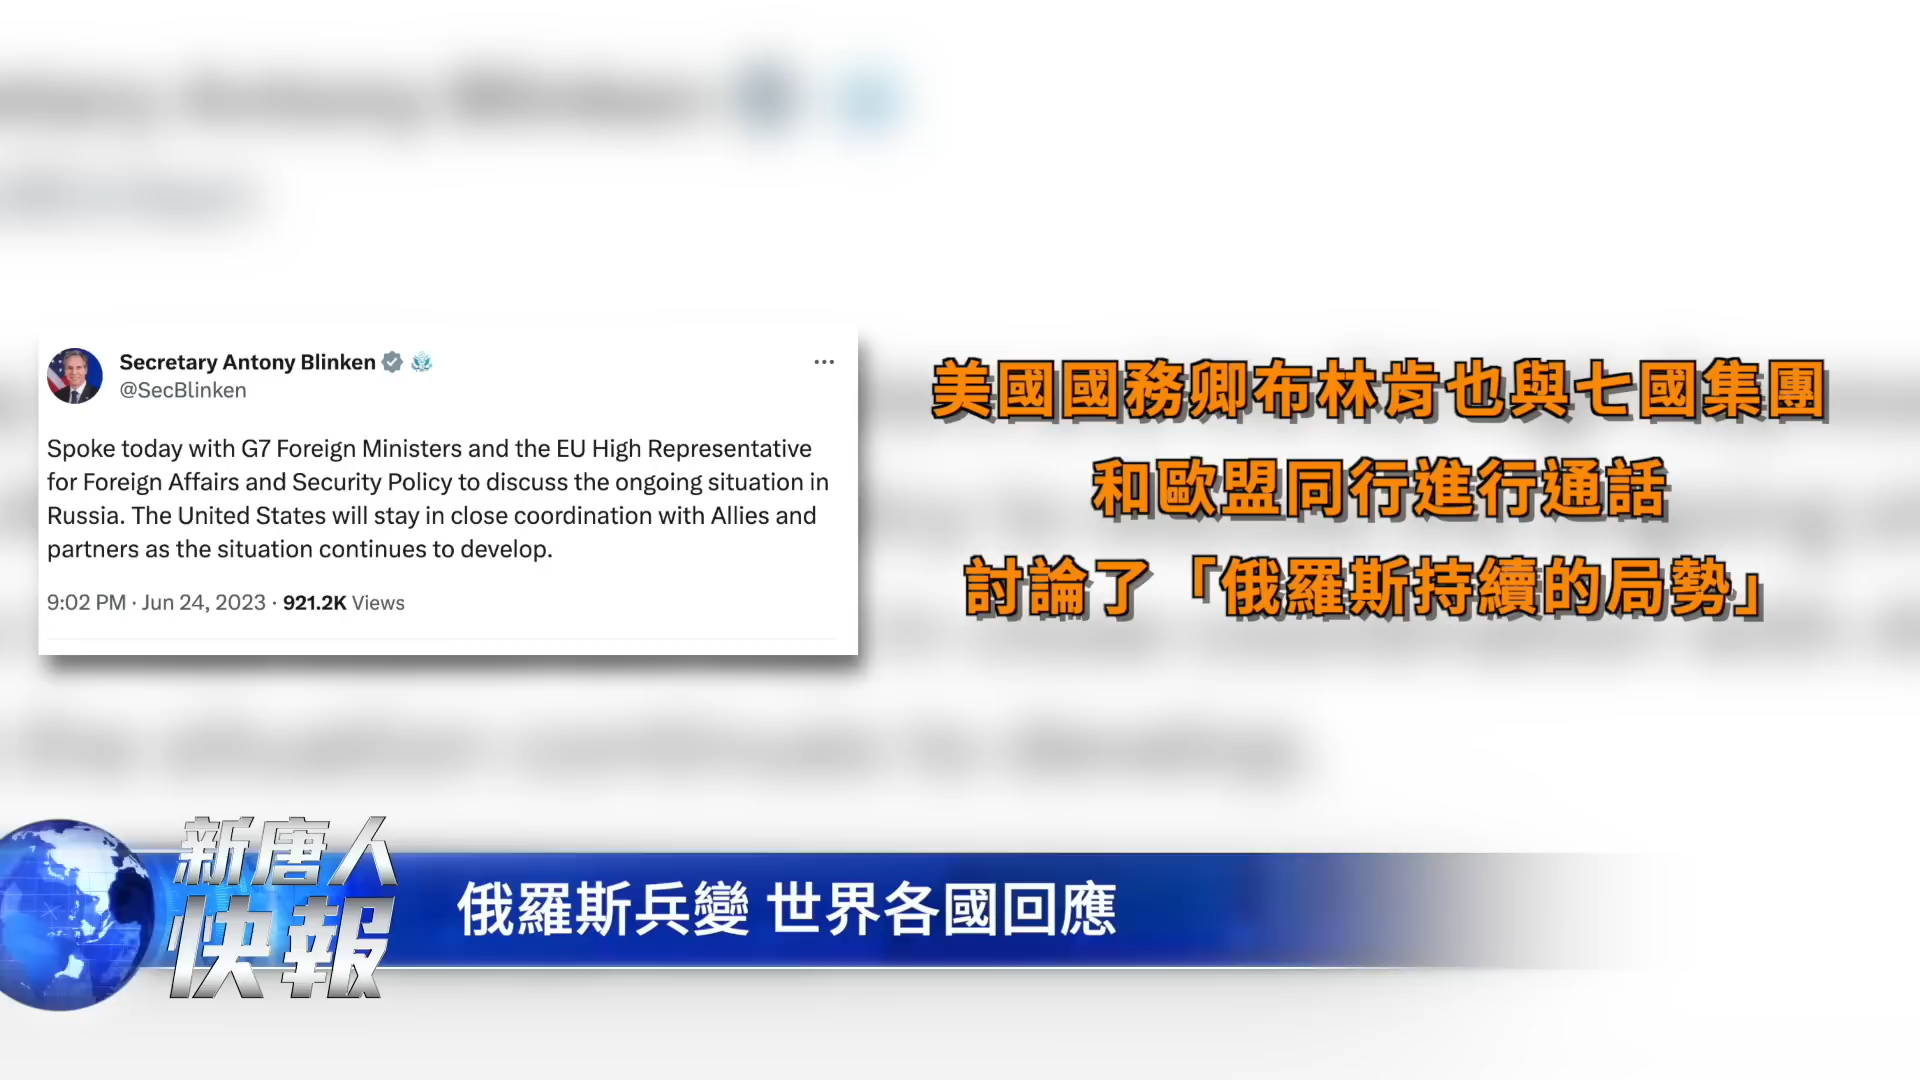 Secretary Antony Blinken
@SecBlinken
Spoke today with G7 Foreign Ministers and the EU High Representative
for Foreign Affairs and Security Policy to discuss the ongoing situation in
Russia. The United States will stay in close coordination with Allies and
partners as the situation continues to develop.
9:02 PM · Jun 24, 2023 · 921.2K Views
美國國務卿布林肯也與七國集團
和歐盟同行進行通話
討論了「俄羅斯持續的局勢」
新唐人
快報
俄羅斯兵變 世界各國回應